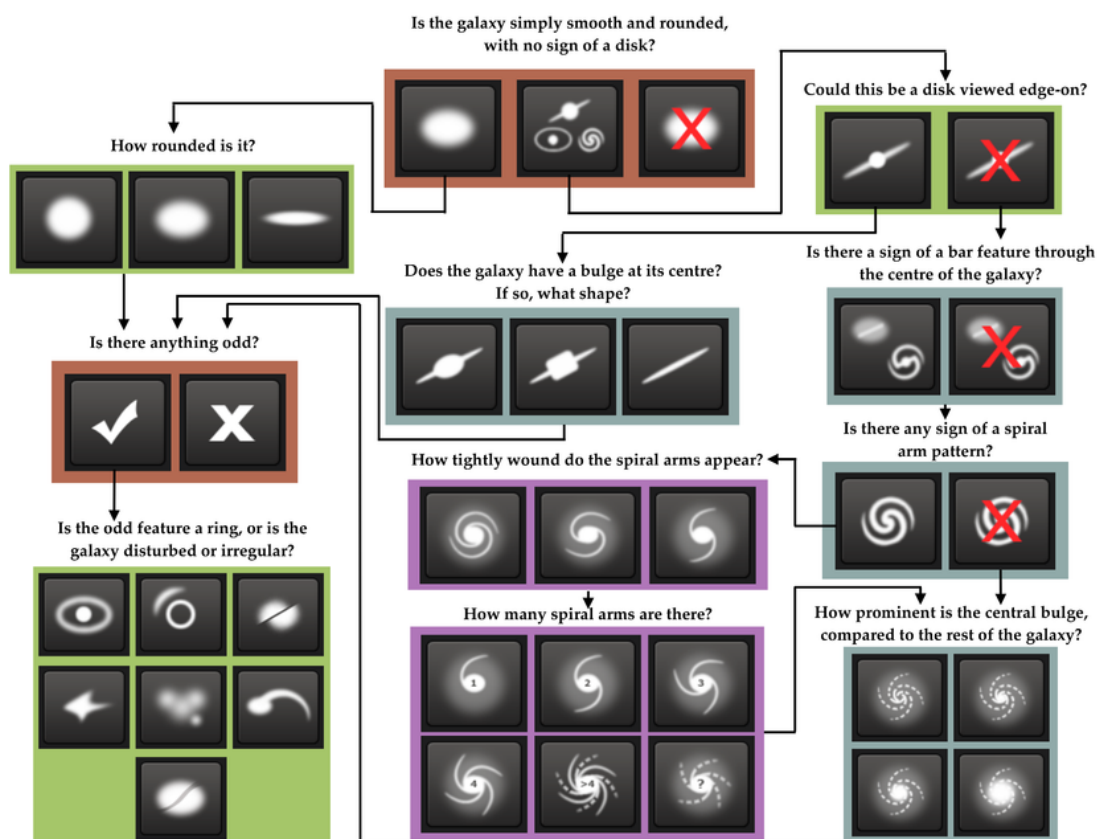 Is the galaxy simply smooth and rounded,
with no sign of a disk?
Could this be a disk viewed edge-on?
How rounded is it?
Is there a sign of a bar feature through
the centre of the galaxy?
Does the galaxy have a bulge at its centre?
If so, what shape?
Is there anything odd?
Is there any sign of a spiral
arm pattern?
How tightly wound do the spiral arms appear?
Is the odd feature a ring, or is the
galaxy disturbed or irregular?
How many spiral arms are there?
How prominent is the central bulge,
compared to the rest of the galaxy?
1
2
3
4
>4
?